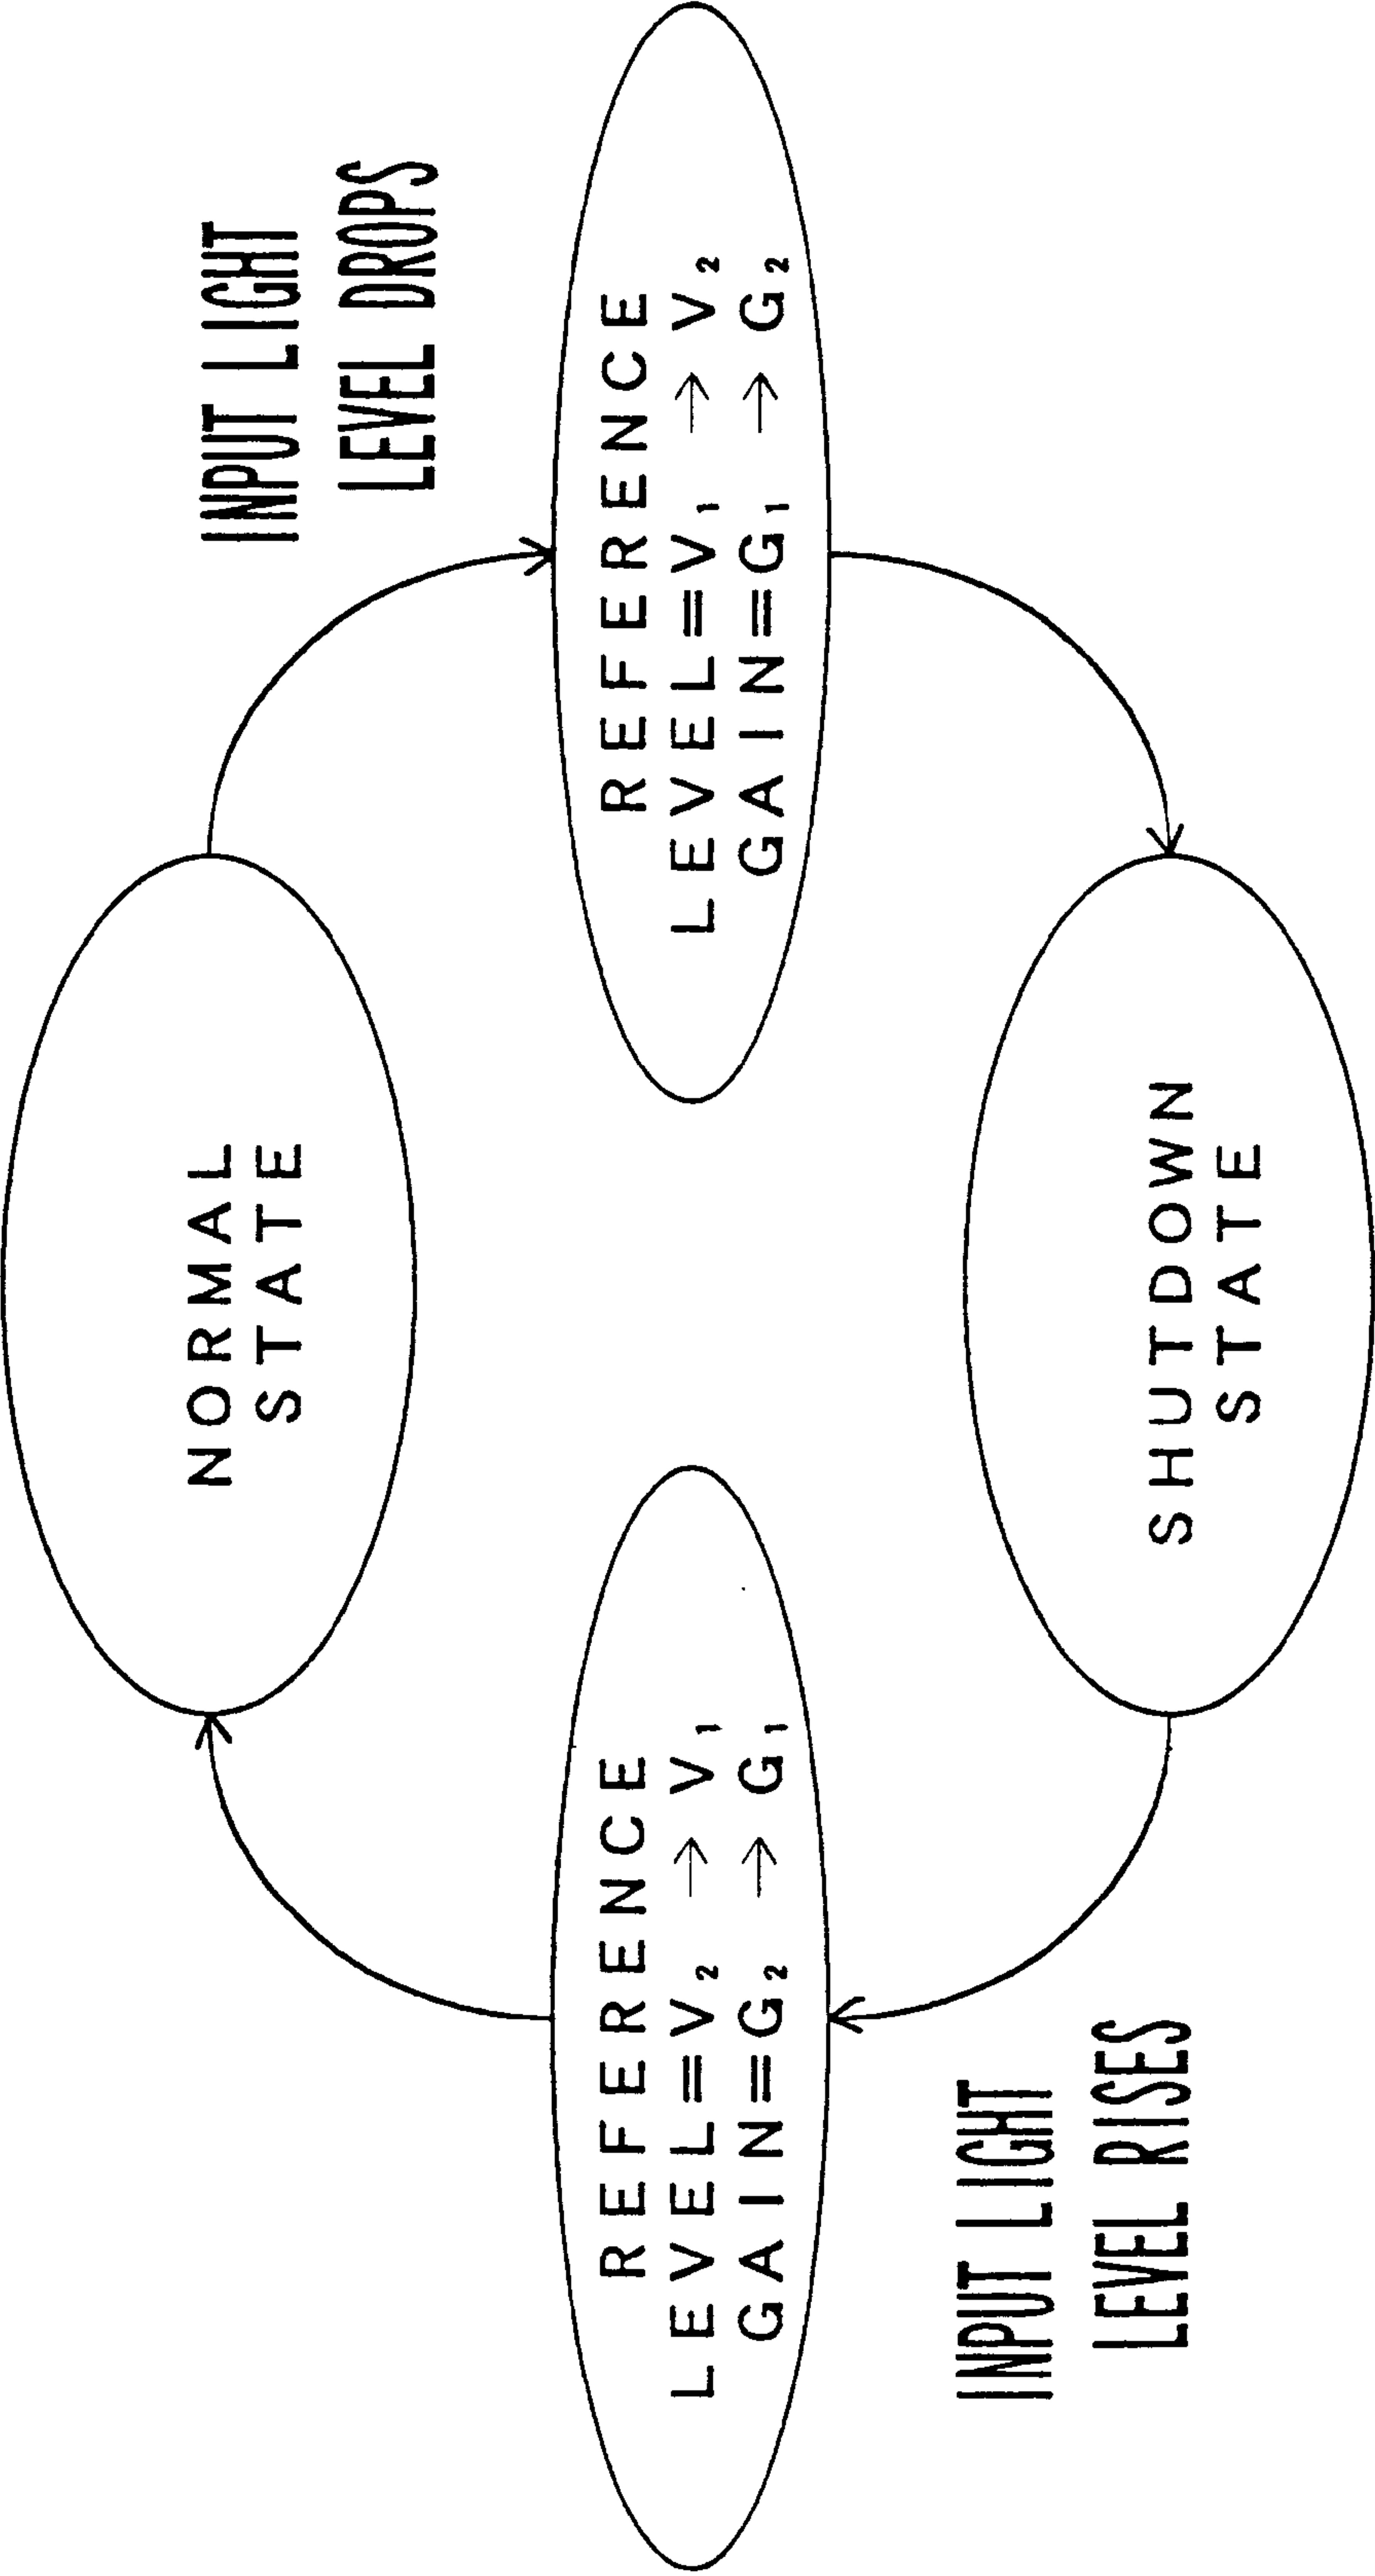 NORMAL
STATE
INPUT LIGHT
LEVEL DROPS
REFERENCE
LEVEL=V₂ → V₁
GAIN=G₂ → G₁
REFERENCE
LEVEL=V₁ → V₂
GAIN=G₁ → G₂
INPUT LIGHT
LEVEL RISES
SHUTDOWN
STATE